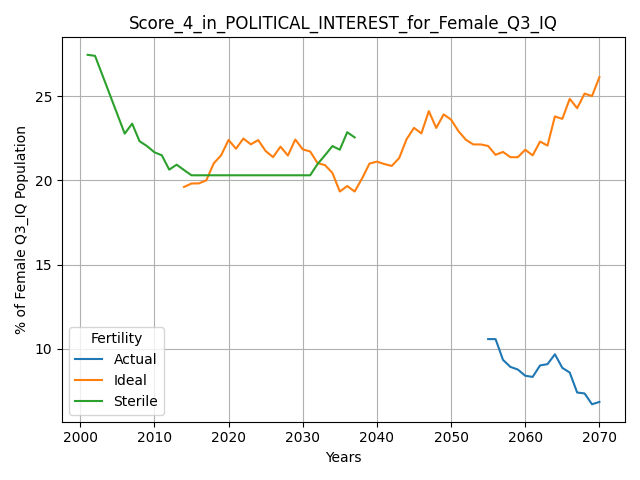 Score_4_in_POLITICAL_INTEREST_for_Female_Q3_IQ
% of Female Q3_IQ Population
25
20
15
10
Fertility
Actual
Ideal
Sterile
2000 2010 2020 2030 2040 2050 2060 2070
Years